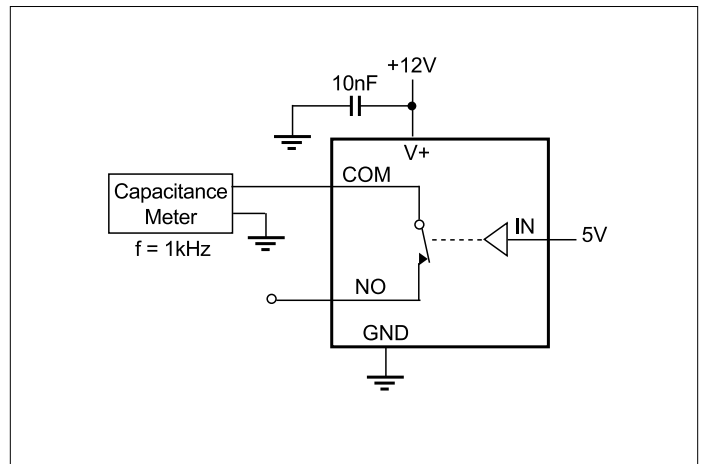 +12V
10nF
V+
COM
Capacitance
Meter
f = 1kHz
IN
5V
NO
GND